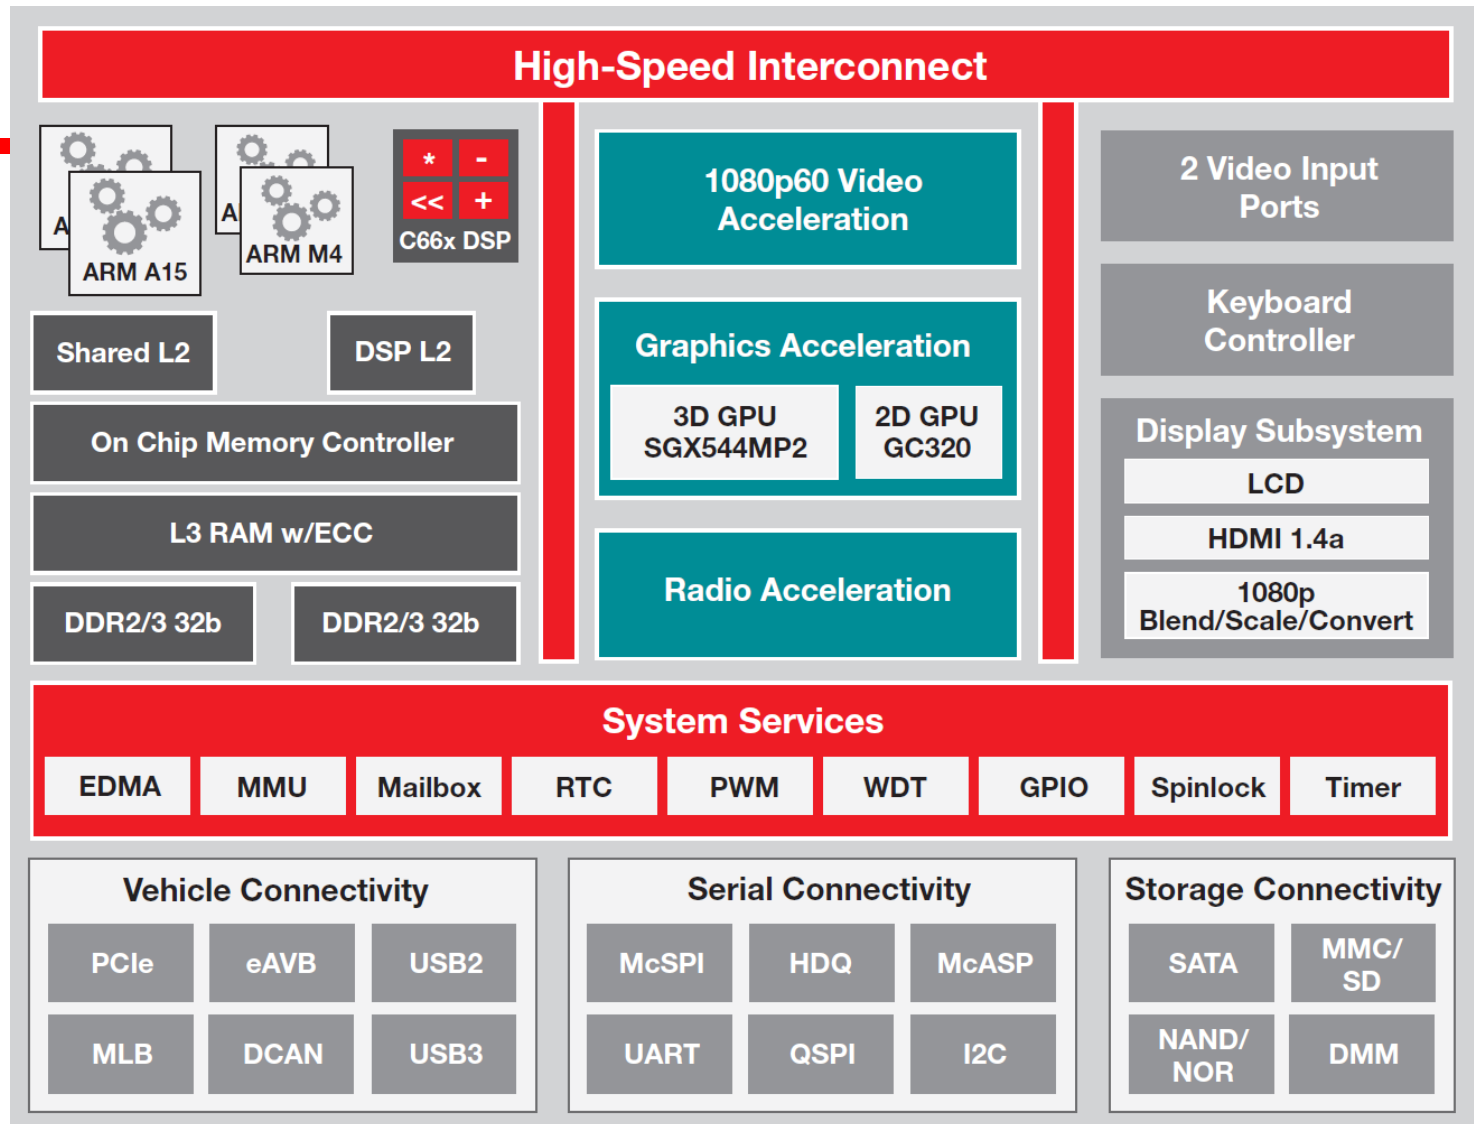 High-Speed Interconnect
A
ARM A15
A
ARM M4
* -
<< +
C66x DSP
Shared L2
DSP L2
On Chip Memory Controller
L3 RAM w/ECC
DDR2/3 32b
DDR2/3 32b
1080p60 Video
Acceleration
Graphics Acceleration
3D GPU
SGX544MP2
2D GPU
GC320
Radio Acceleration
2 Video Input
Ports
Keyboard
Controller
Display Subsystem
LCD
HDMI 1.4a
1080p
Blend/Scale/Convert
System Services
EDMA
MMU
Mailbox
RTC
PWM
WDT
GPIO
Spinlock
Timer
Vehicle Connectivity
PCIe
eAVB
USB2
MLB
DCAN
USB3
Serial Connectivity
McSPI
HDQ
McASP
UART
QSPI
I2C
Storage Connectivity
SATA
MMC/
SD
NAND/
NOR
DMM